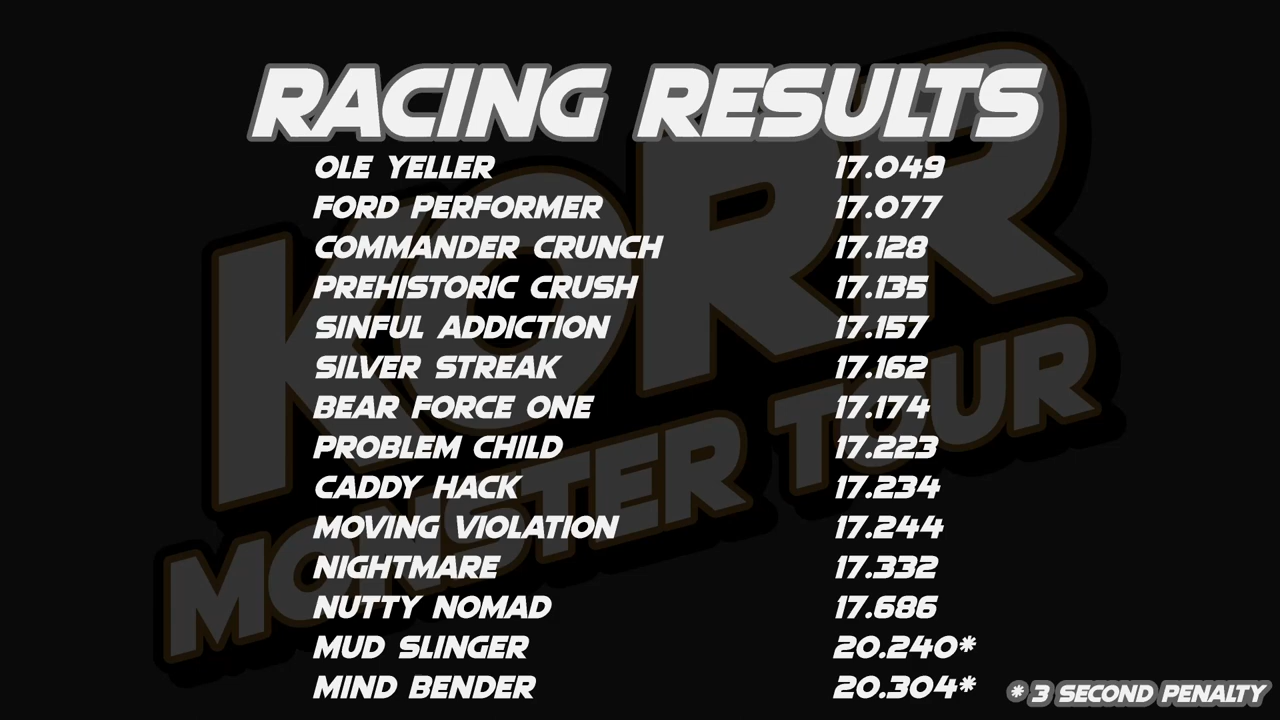 RACING RESULTS
OLE YELLER 17.049
FORD PERFORMER 17.077
COMMANDER CRUNCH 17.128
PREHISTORIC CRUSH 17.135
SINFUL ADDICTION 17.157
SILVER STREAK 17.162
BEAR FORCE ONE 17.174
PROBLEM CHILD 17.223
CADDY HACK 17.234
MOVING VIOLATION 17.244
NIGHTMARE 17.332
NUTTY NOMAD 17.686
MUD SLINGER 20.240*
MIND BENDER 20.304*
* 3 SECOND PENALTY
KORR
MONSTER TOUR